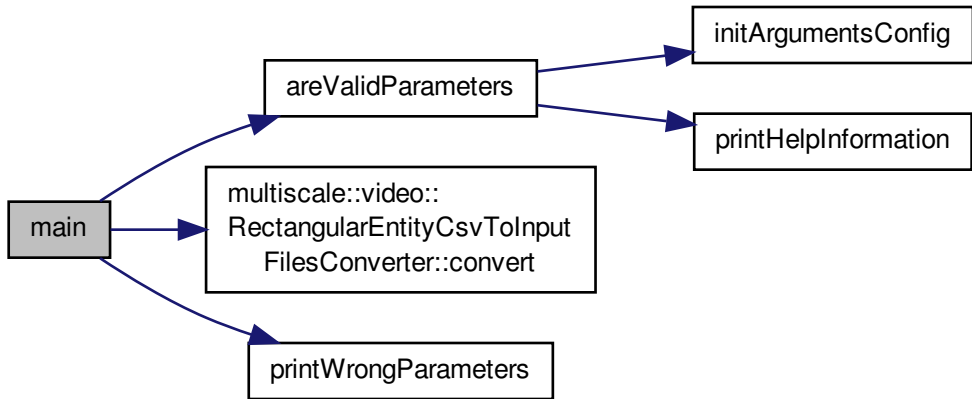 initArgumentsConfig
areValidParameters
printHelpInformation
multiscale::video::
RectangularEntityCsvToInput
FilesConverter::convert
main
printWrongParameters